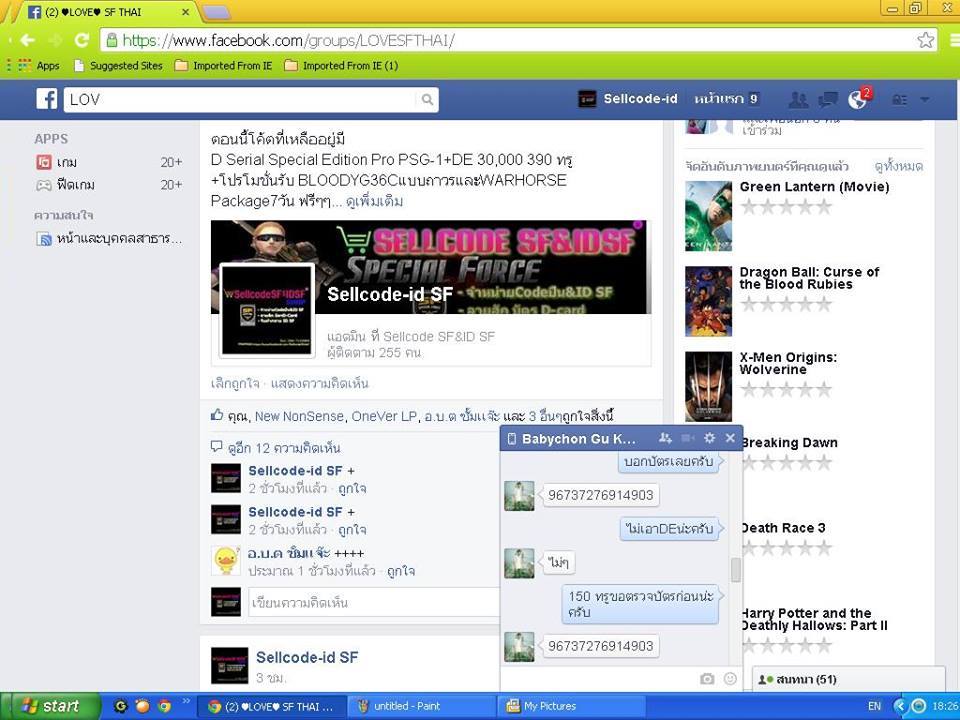 (2) ♥LOVE♥ SF THAI
https://www.facebook.com/groups/LOVESFTHAI/
Apps Suggested Sites Imported From IE Imported From IE (1)
LOV
Sellcode-id หน้าแรก 9
2
APPS
เกม 20+
ฟีดเกม 20+
ความสนใจ
หน้าและบุคคลสาธาร...
ตอนนี้โค้ตที่เหลืออยู่มี
D Serial Special Edition Pro PSG-1+DE 30,000 390 ทรู
+โปรโมชั่นรับ BLOODYG36CแบบถาวรและWARHORSE
Package7วัน ฟรีๆๆ... ดูเพิ่มเติม
SELLCODE SF&IDSF
SPECIAL FORCE
Sellcode-id SF
- จำหน่ายCodeปืน&ID SF
แอดมิน ที่ Sellcode SF&ID SF
ผู้ติดตาม 255 คน
เลิกถูกใจ · แสดงความคิดเห็น
คุณ, New NonSense, OneVer LP, อ.บ.ต ชั้มเเจ๊ะ และ 3 อื่นๆถูกใจสิ่งนี้
ดูอีก 12 ความคิดเห็น
Sellcode-id SF +
2 ชั่วโมงที่แล้ว · ถูกใจ
Sellcode-id SF +
2 ชั่วโมงที่แล้ว · ถูกใจ
อ.บ.ต ชั้มเเจ๊ะ ++++
ประมาณ 1 ชั่วโมงที่แล้ว · ถูกใจ
เขียนความคิดเห็น
Sellcode-id SF
3 ชม.
เข้าร่วม
จัดอันดับภาพยนตร์ที่คุณดูแล้ว ดูทั้งหมด
Green Lantern (Movie)
Dragon Ball: Curse of
the Blood Rubies
X-Men Origins:
Wolverine
Breaking Dawn
Death Race 3
Harry Potter and the
Deathly Hallows: Part II
Babychon Gu K...
บอกบัตรเลยครับ
96737276914903
ไม่เอาDEน่ะครับ
ไม่ๆ
150 ทรูขอตรวจบัตรก่อนน่ะ
ครับ
96737276914903
สนทนา (51)
start
(2) ♥LOVE♥ SF THAI ...
untitled - Paint
My Pictures
EN
18:26